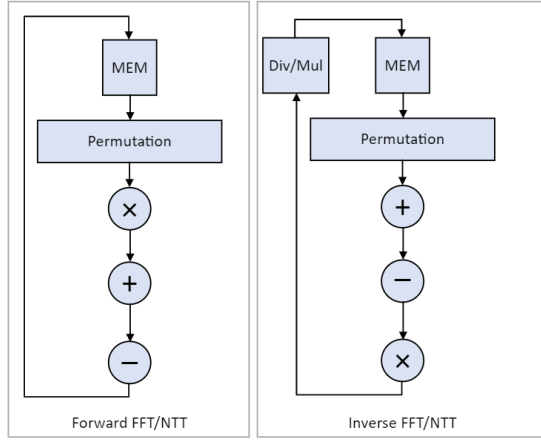 MEM
Permutation
×
+
−
Forward FFT/NTT
Div/Mul
MEM
Permutation
+
−
×
Inverse FFT/NTT